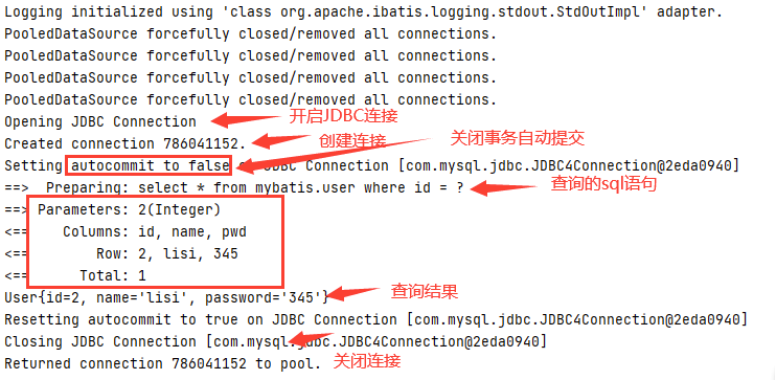 Logging initialized using 'class org.apache.ibatis.logging.stdout.StdOutImpl' adapter.
PooledDataSource forcefully closed/removed all connections.
PooledDataSource forcefully closed/removed all connections.
PooledDataSource forcefully closed/removed all connections.
PooledDataSource forcefully closed/removed all connections.
Opening JDBC Connection 开启JDBC连接
Created connection 786041152. 创建连接 关闭事务自动提交
Setting autocommit to false JDBC Connection [com.mysql.jdbc.JDBC4Connection@2eda0940]
==> Preparing: select * from mybatis.user where id = ? 查询的sql语句
==> Parameters: 2(Integer)
<== Columns: id, name, pwd
<== Row: 2, lisi, 345
<== Total: 1
User{id=2, name='lisi', password='345'} 查询结果
Resetting autocommit to true on JDBC Connection [com.mysql.jdbc.JDBC4Connection@2eda0940]
Closing JDBC Connection [com.mysql.jdbc.JDBC4Connection@2eda0940]
Returned connection 786041152 to pool. 关闭连接